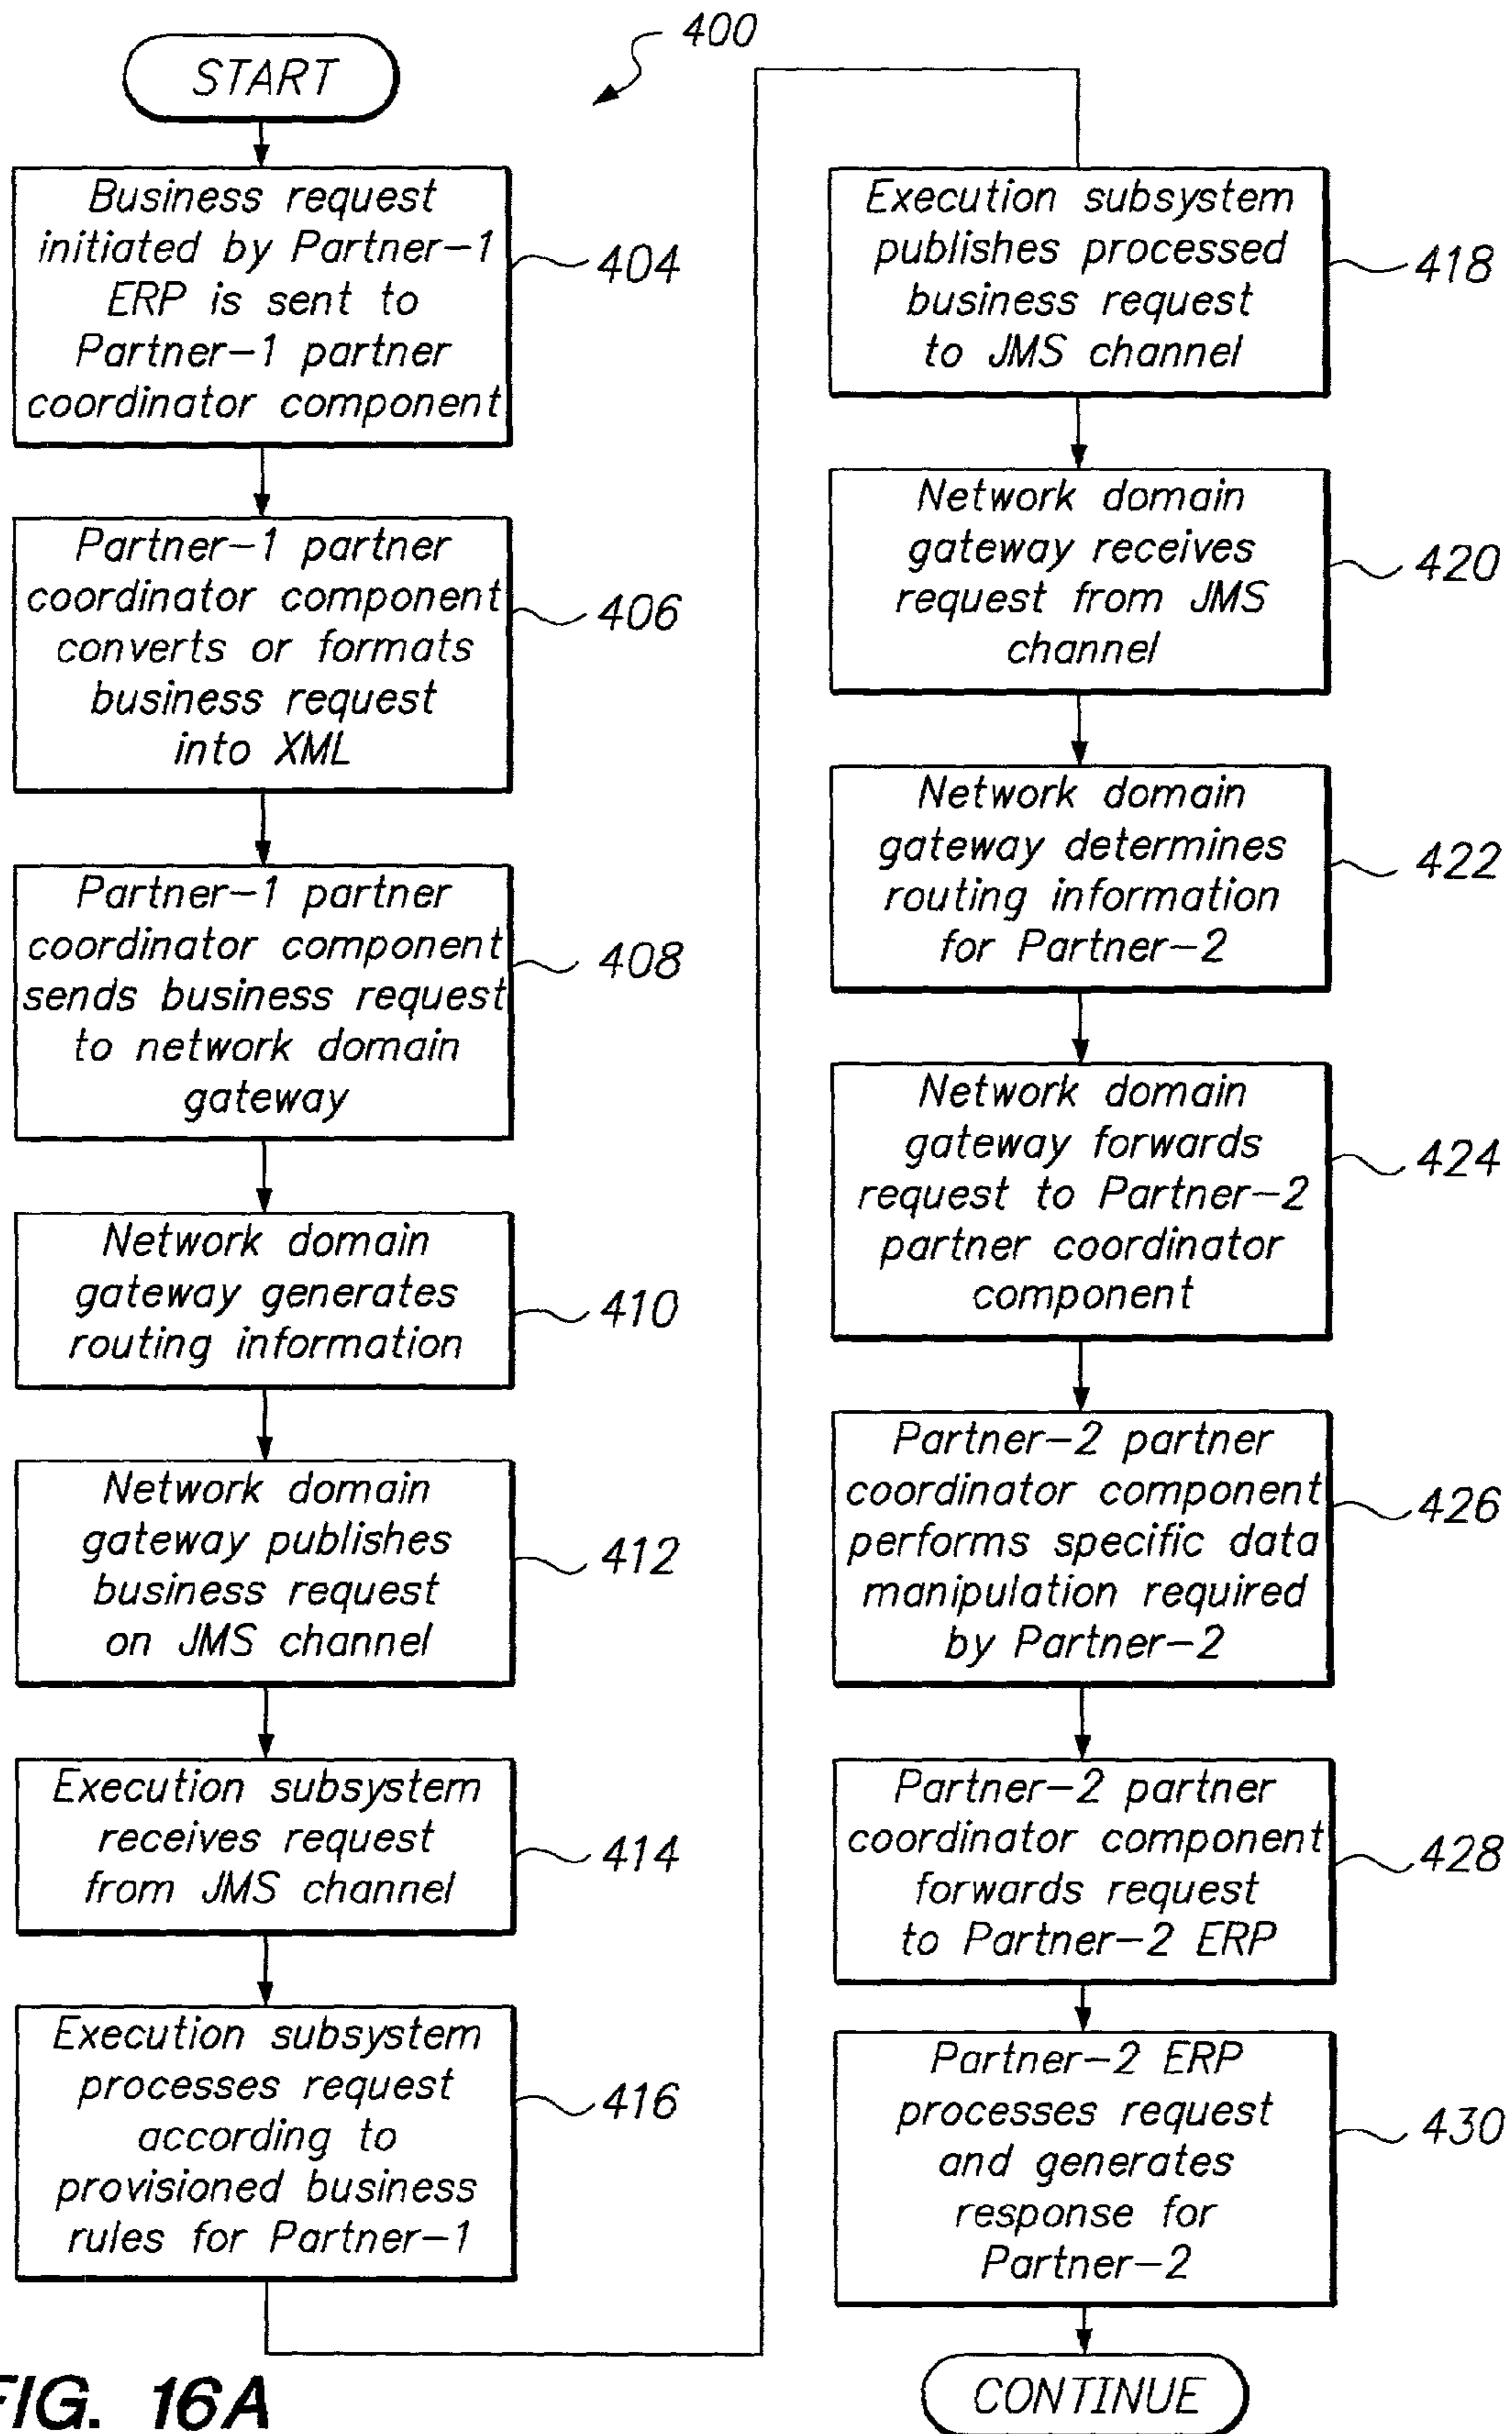 START
400
Business request
initiated by Partner-1
ERP is sent to
Partner-1 partner
coordinator component
404
Partner-1 partner
coordinator component
converts or formats
business request
into XML
406
Partner-1 partner
coordinator component
sends business request
to network domain
gateway
408
Network domain
gateway generates
routing information
410
Network domain
gateway publishes
business request
on JMS channel
412
Execution subsystem
receives request
from JMS channel
414
Execution subsystem
processes request
according to
provisioned business
rules for Partner-1
416
Execution subsystem
publishes processed
business request
to JMS channel
418
Network domain
gateway receives
request from JMS
channel
420
Network domain
gateway determines
routing information
for Partner-2
422
Network domain
gateway forwards
request to Partner-2
partner coordinator
component
424
Partner-2 partner
coordinator component
performs specific data
manipulation required
by Partner-2
426
Partner-2 partner
coordinator component
forwards request
to Partner-2 ERP
428
Partner-2 ERP
processes request
and generates
response for
Partner-2
430
CONTINUE
FIG. 16A